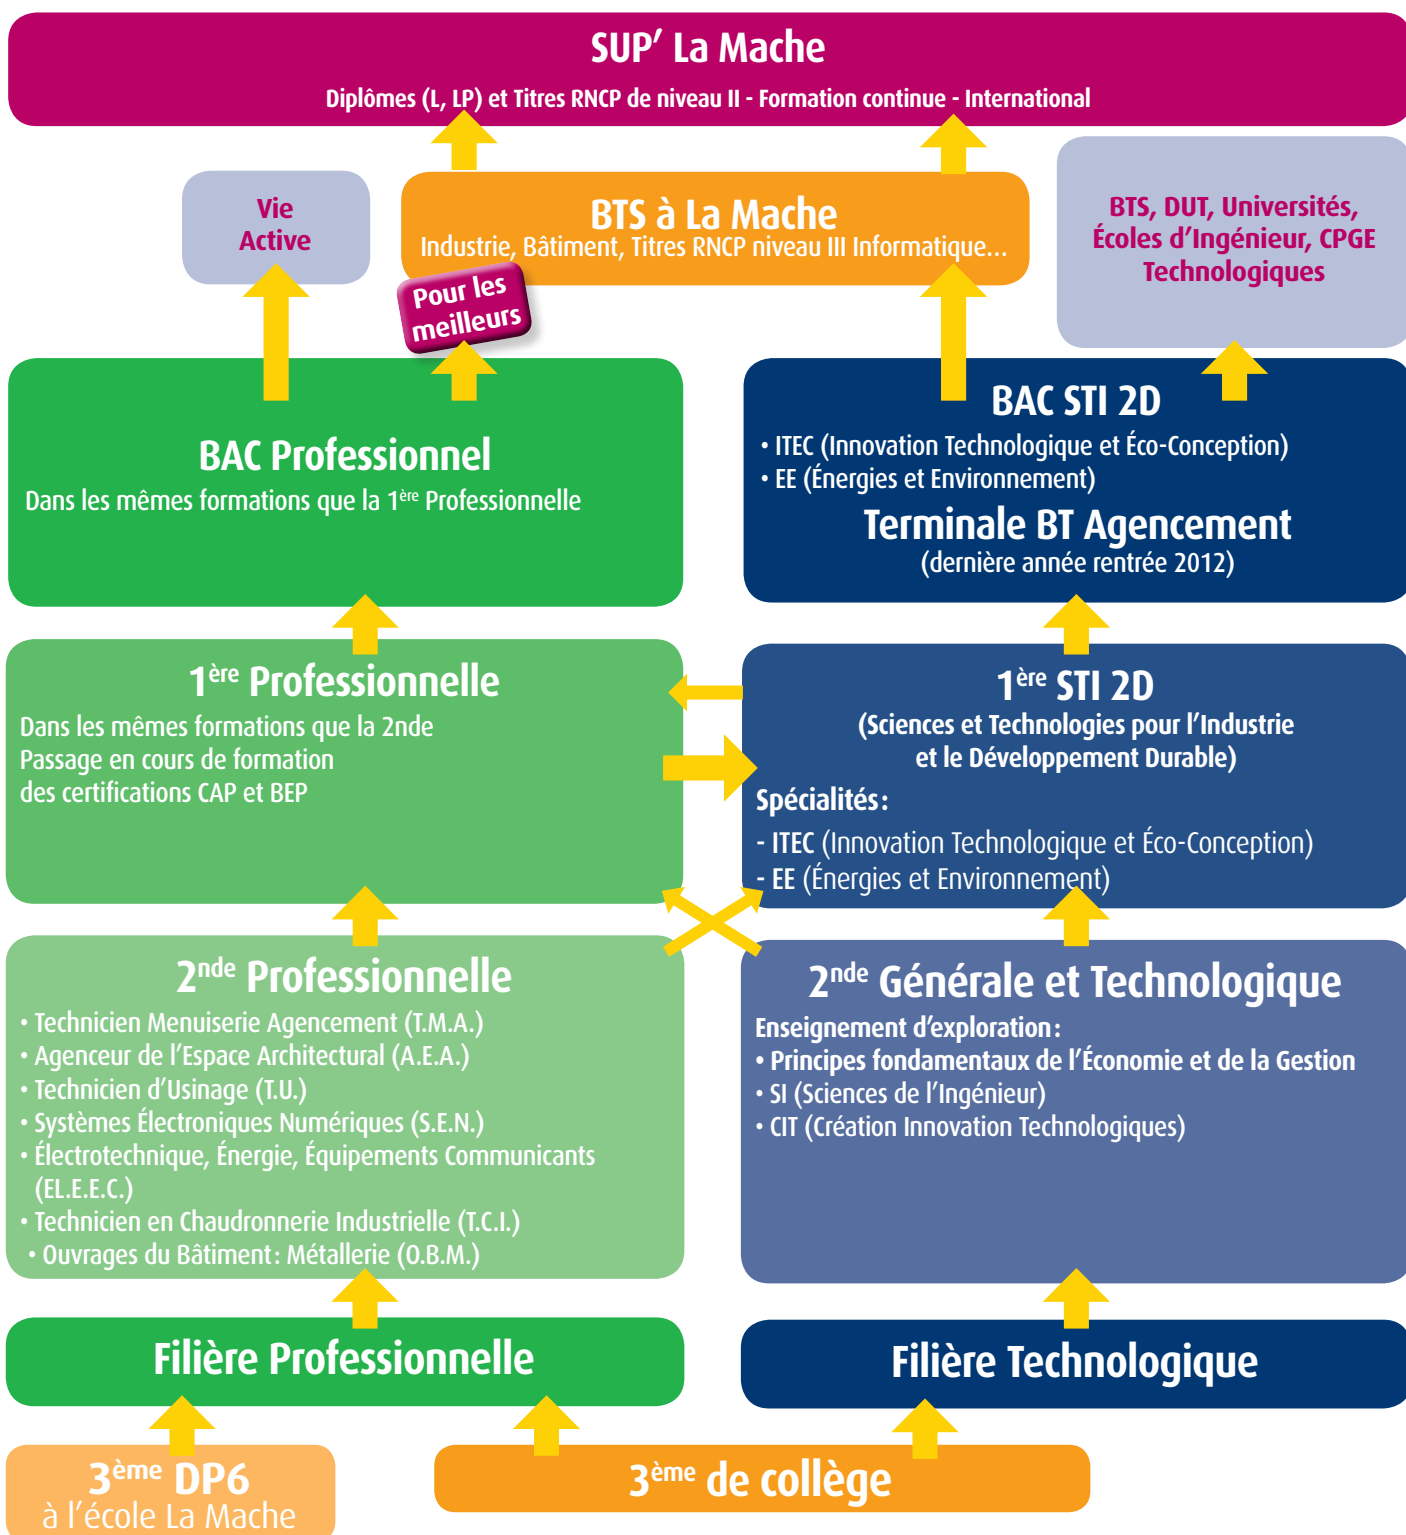 SUP’ La Mache
Diplômes (L, LP) et Titres RNCP de niveau II - Formation continue - International
Vie
Active
BTS à La Mache
Industrie, Bâtiment, Titres RNCP niveau III Informatique…
Pour les
meilleurs
BTS, DUT, Universités,
Écoles d’Ingénieur, CPGE
Technologiques
BAC Professionnel
Dans les mêmes formations que la 1ère Professionnelle
BAC STI 2D
• ITEC (Innovation Technologique et Éco-Conception)
• EE (Énergies et Environnement)
Terminale BT Agencement
(dernière année rentrée 2012)
1ère Professionnelle
Dans les mêmes formations que la 2nde
Passage en cours de formation
des certifications CAP et BEP
1ère STI 2D
(Sciences et Technologies pour l’Industrie
et le Développement Durable)
Spécialités :
- ITEC (Innovation Technologique et Éco-Conception)
- EE (Énergies et Environnement)
2nde Professionnelle
• Technicien Menuiserie Agencement (T.M.A.)
• Agenceur de l’Espace Architectural (A.E.A.)
• Technicien d’Usinage (T.U.)
• Systèmes Électroniques Numériques (S.E.N.)
• Électrotechnique, Énergie, Équipements Communicants
(EL.E.E.C.)
• Technicien en Chaudronnerie Industrielle (T.C.I.)
• Ouvrages du Bâtiment : Métallerie (O.B.M.)
2nde Générale et Technologique
Enseignement d’exploration :
• Principes fondamentaux de l’Économie et de la Gestion
• SI (Sciences de l’Ingénieur)
• CIT (Création Innovation Technologiques)
Filière Professionnelle
Filière Technologique
3ème DP6
à l’école La Mache
3ème de collège